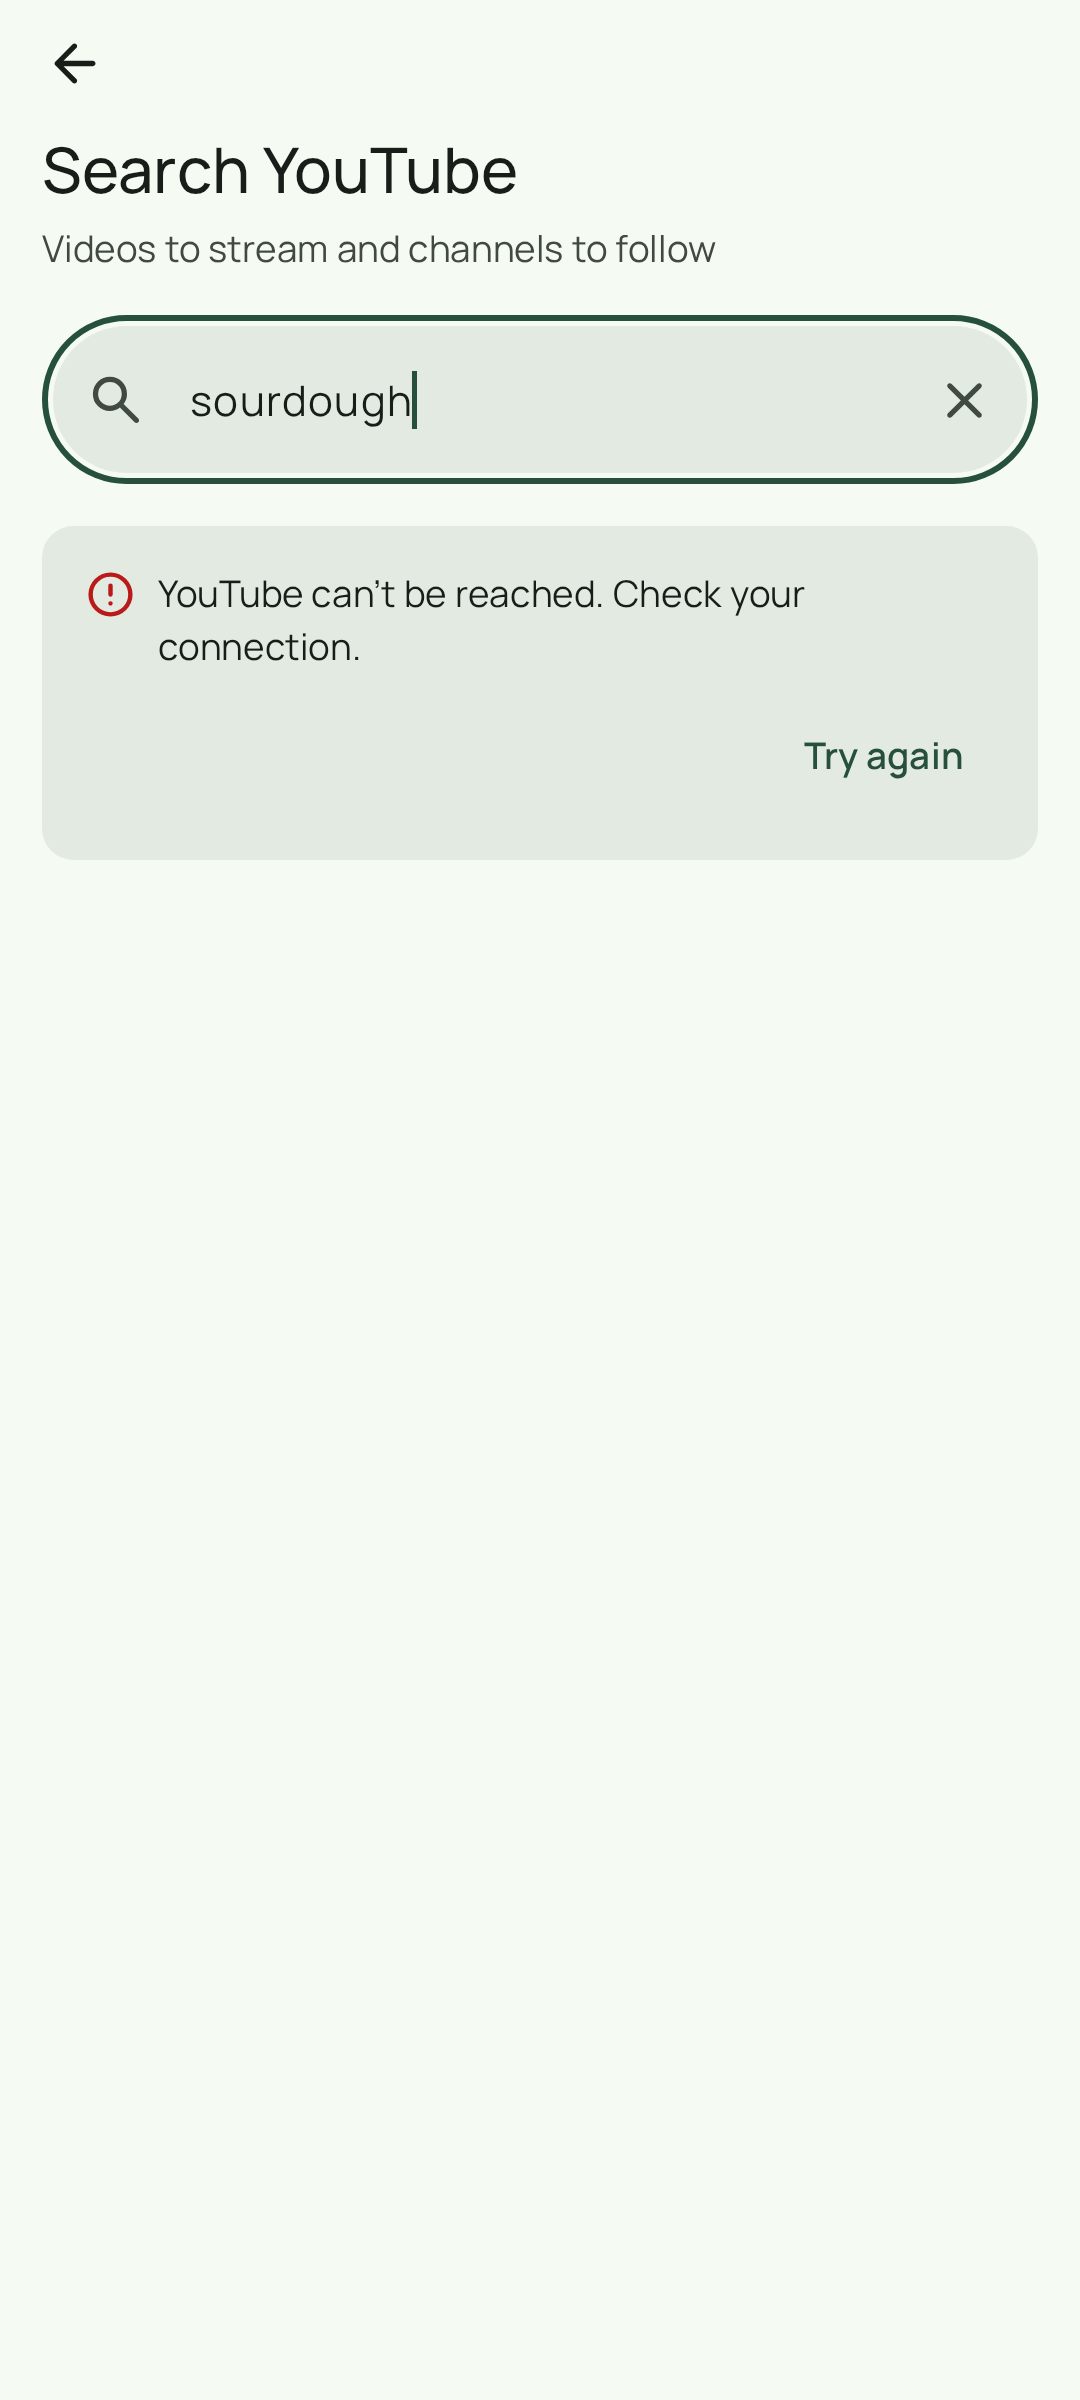 Search YouTube
Videos to stream and channels to follow
sourdough
YouTube can’t be reached. Check your
connection.
Try again